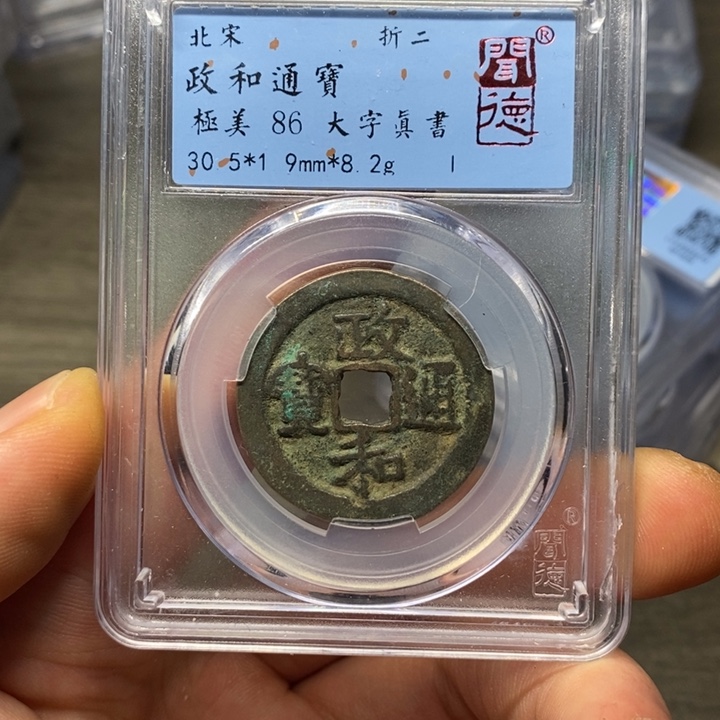 北宋 折二
政和通寶
極美 86 大字眞書
30.5*1.9mm*8.2g
聞德®
政和通寶
聞德®